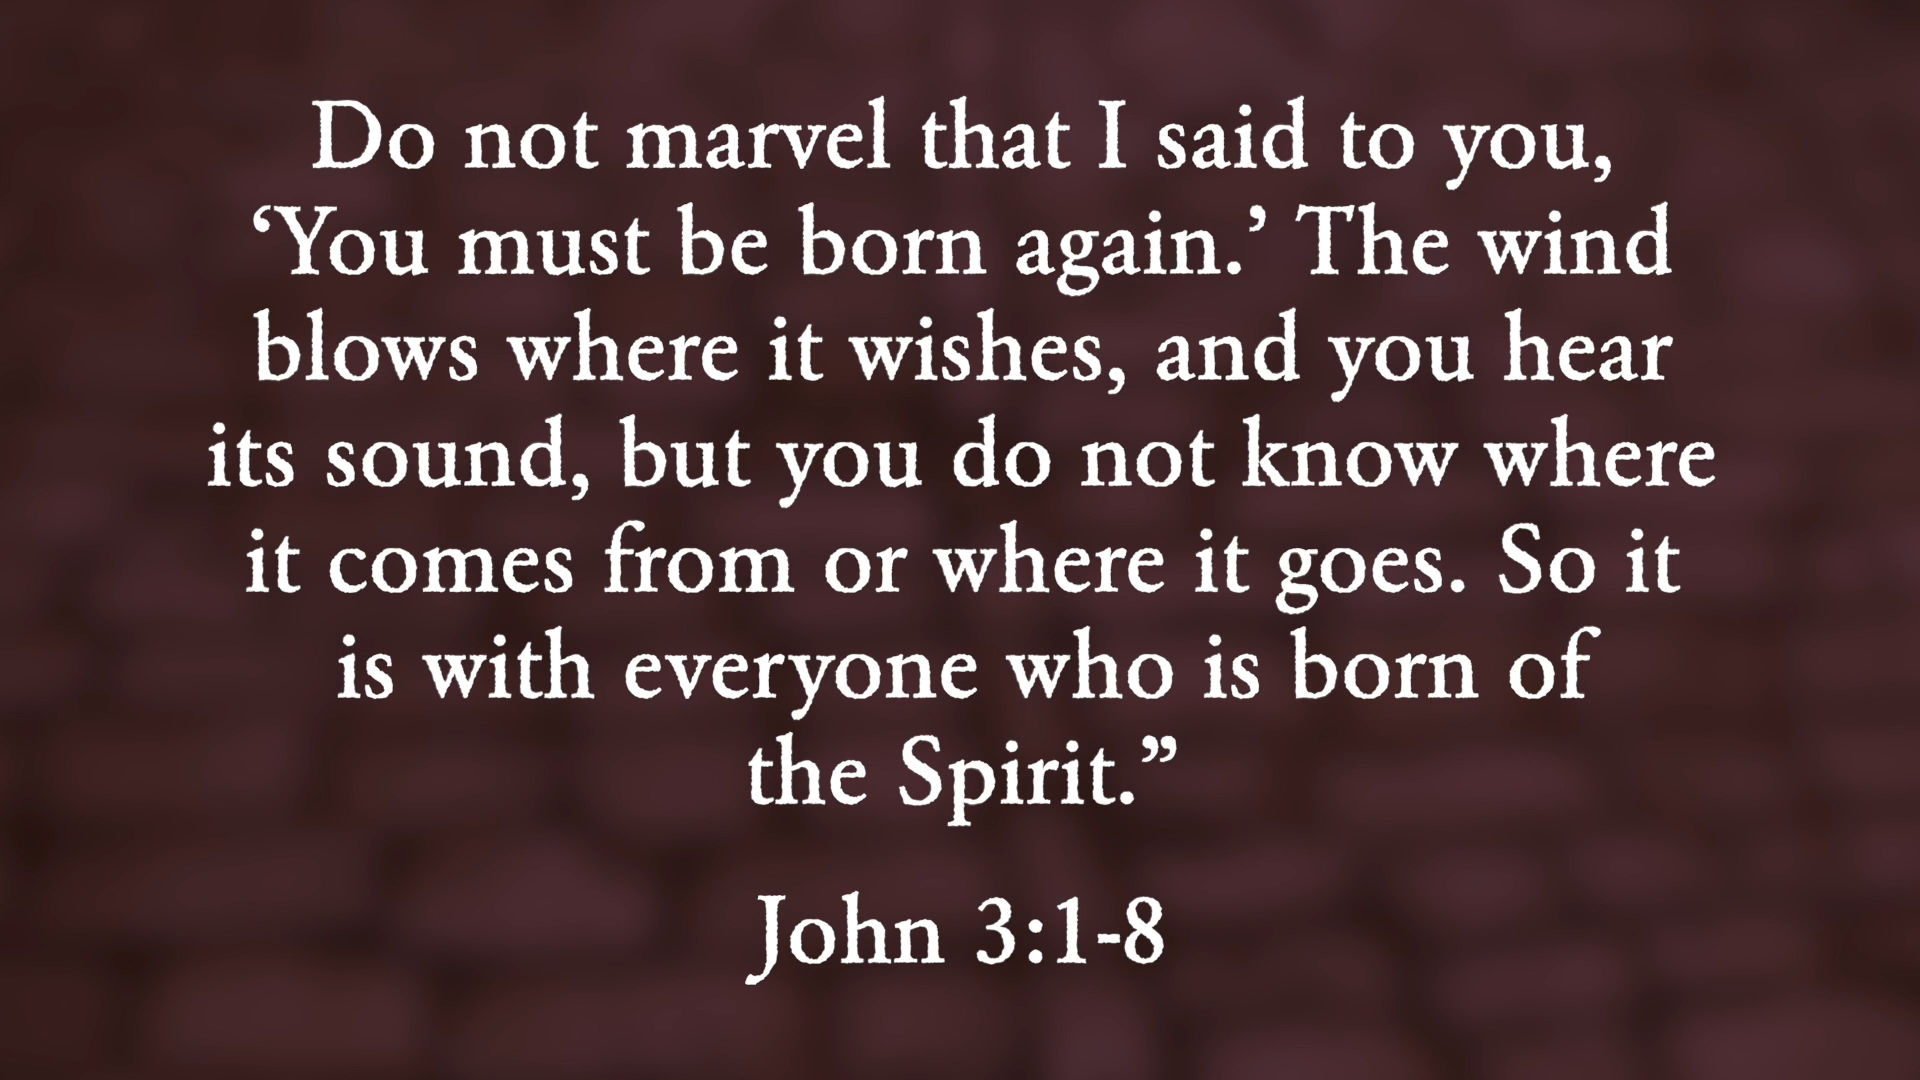 Do not marvel that I said to you,
‘You must be born again.’ The wind
blows where it wishes, and you hear
its sound, but you do not know where
it comes from or where it goes. So it
is with everyone who is born of
the Spirit.”
John 3:1-8